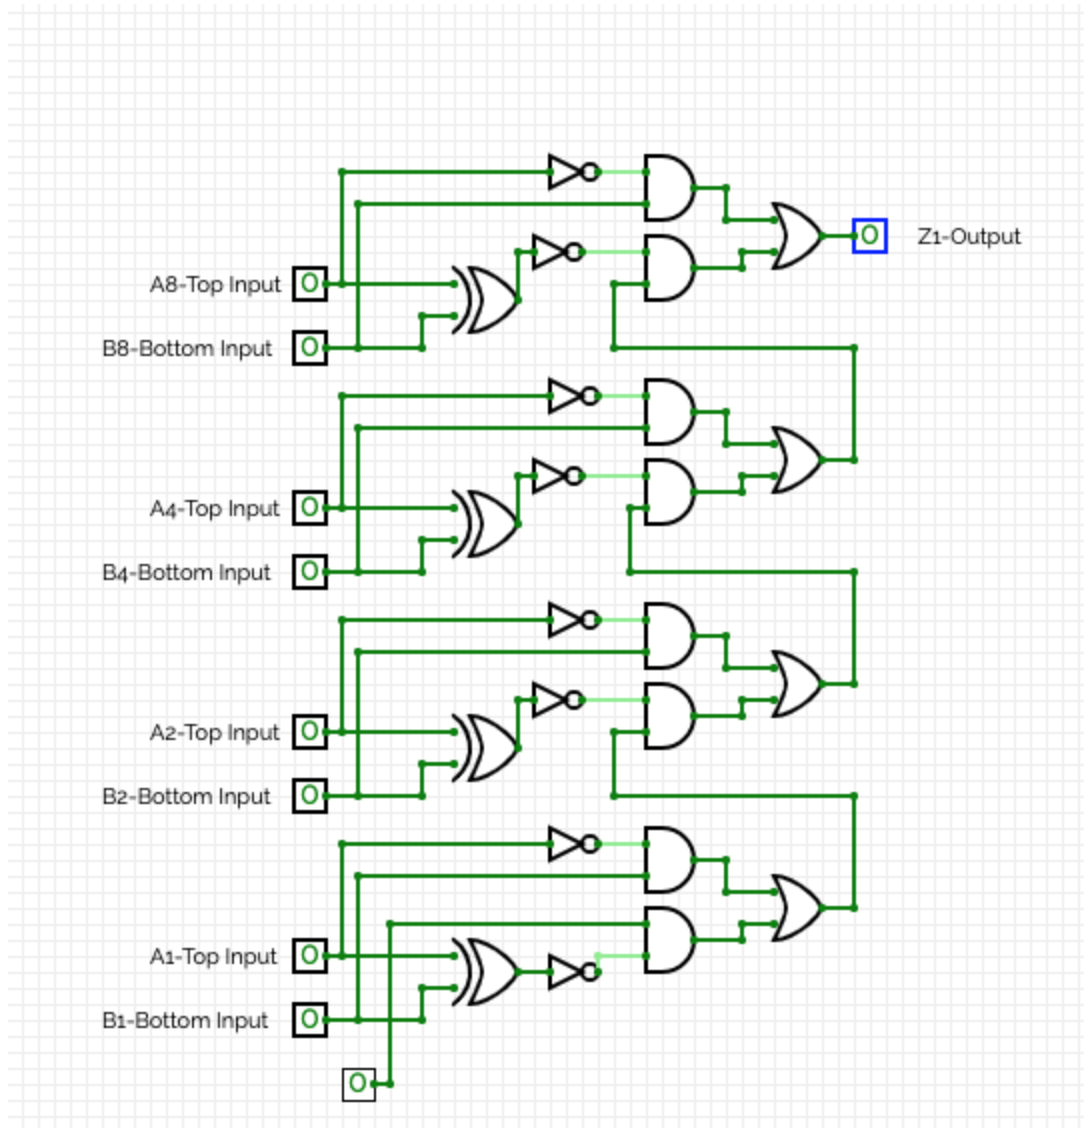 0 Z1-Output
A8-Top Input 0
B8-Bottom Input 0
A4-Top Input 0
B4-Bottom Input 0
A2-Top Input 0
B2-Bottom Input 0
A1-Top Input 0
B1-Bottom Input 0
0